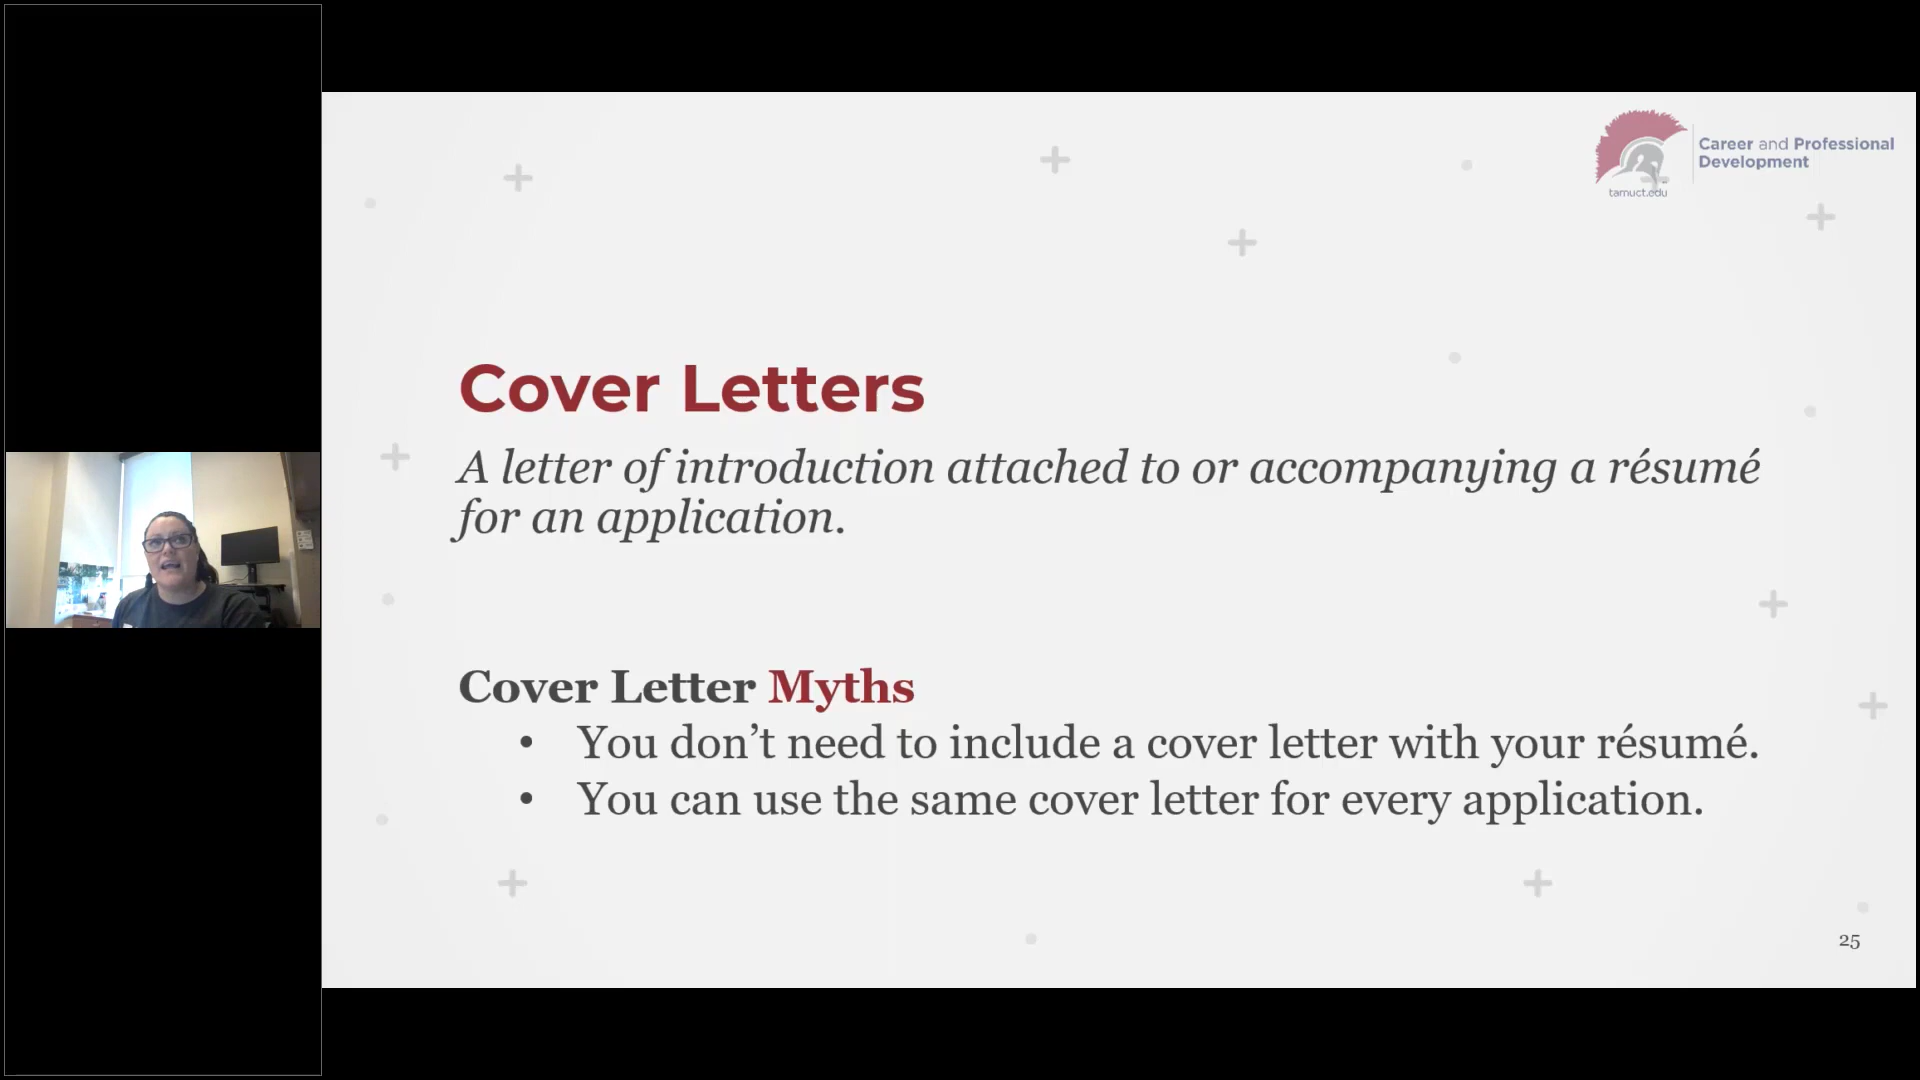 Career and Professional
Development
tamuct.edu
Cover Letters
A letter of introduction attached to or accompanying a résumé
for an application.
Cover Letter Myths
• You don’t need to include a cover letter with your résumé.
• You can use the same cover letter for every application.
25